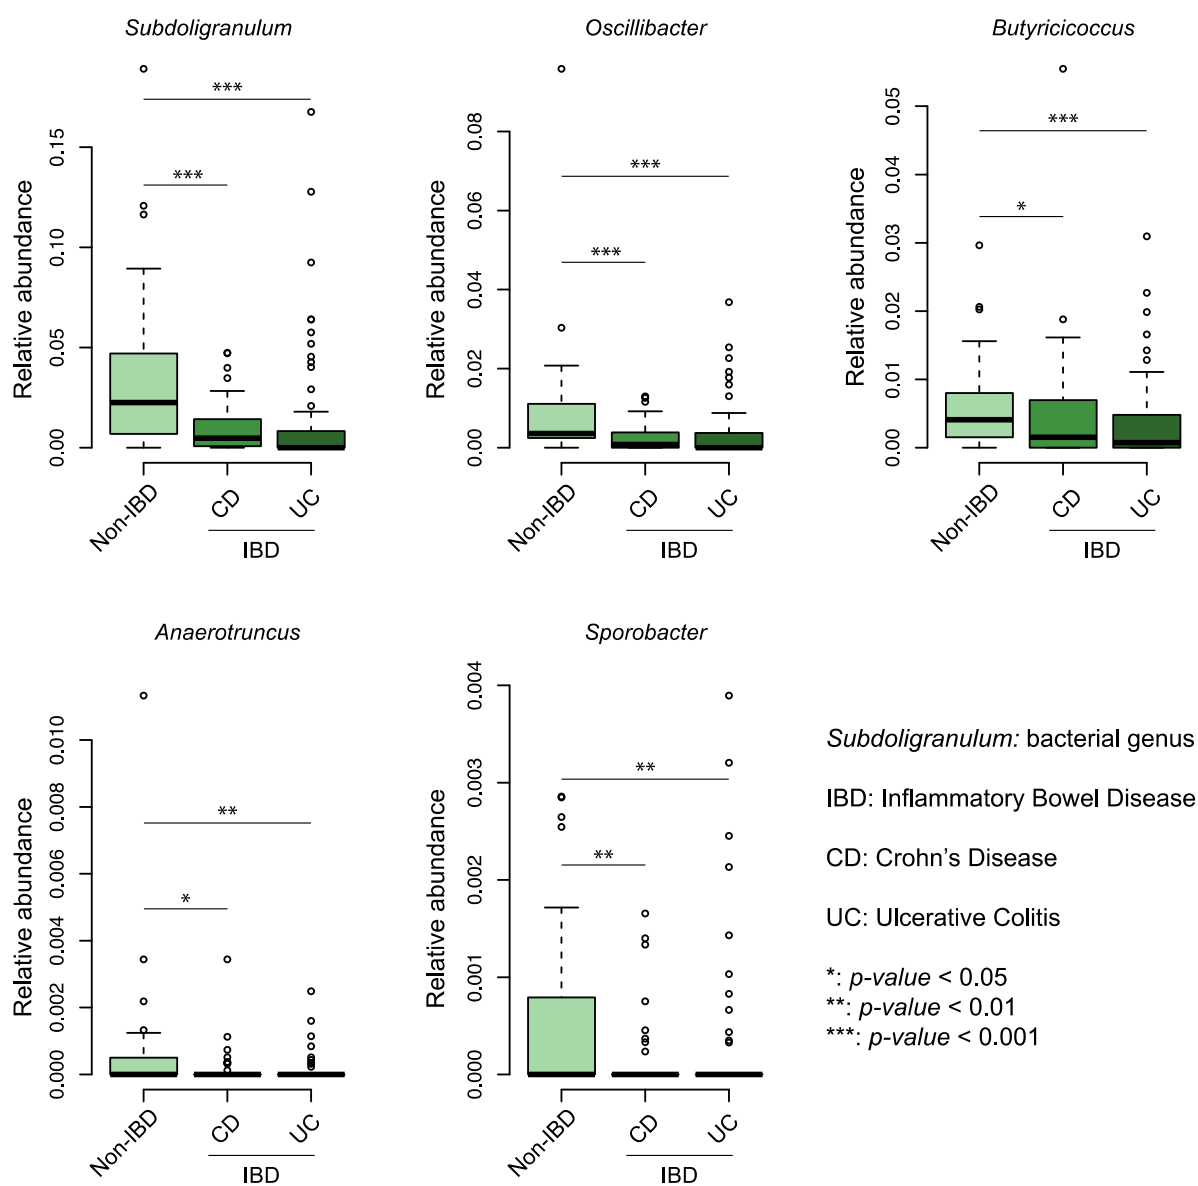 Subdoligranulum
Relative abundance
0.00
0.05
0.10
0.15
***
***
Non-IBD
CD
UC
IBD
Oscillibacter
Relative abundance
0.00
0.02
0.04
0.06
0.08
***
***
Non-IBD
CD
UC
IBD
Butyricicoccus
Relative abundance
0.00
0.01
0.02
0.03
0.04
0.05
***
*
Non-IBD
CD
UC
IBD
Anaerotruncus
Relative abundance
0.000
0.002
0.004
0.006
0.008
0.010
**
*
Non-IBD
CD
UC
IBD
Sporobacter
Relative abundance
0.000
0.001
0.002
0.003
0.004
**
**
Non-IBD
CD
UC
IBD
Subdoligranulum: bacterial genus
IBD: Inflammatory Bowel Disease
CD: Crohn's Disease
UC: Ulcerative Colitis
*: p-value < 0.05
**: p-value < 0.01
***: p-value < 0.001